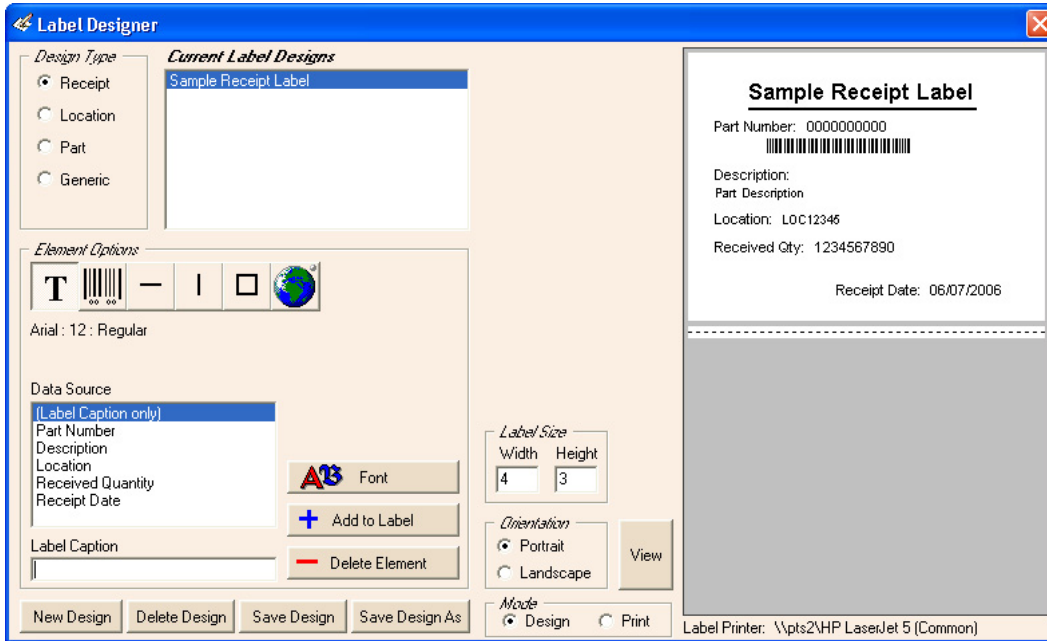 Label Designer
Design Type
Receipt
Location
Part
Generic
Current Label Designs
Sample Receipt Label
Element Options
T
Arial : 12 : Regular
Data Source
(Label Caption only)
Part Number
Description
Location
Received Quantity
Receipt Date
Label Caption
AB Font
Add to Label
Delete Element
New Design Delete Design Save Design Save Design As
Label Size
Width Height
4 3
Orientation
Portrait
Landscape
View
Mode
Design Print
Sample Receipt Label
Part Number: 0000000000
Description:
Part Description
Location: LOC12345
Received Qty: 1234567890
Receipt Date: 06/07/2006
Label Printer: \\pts2\HP LaserJet 5 (Common)